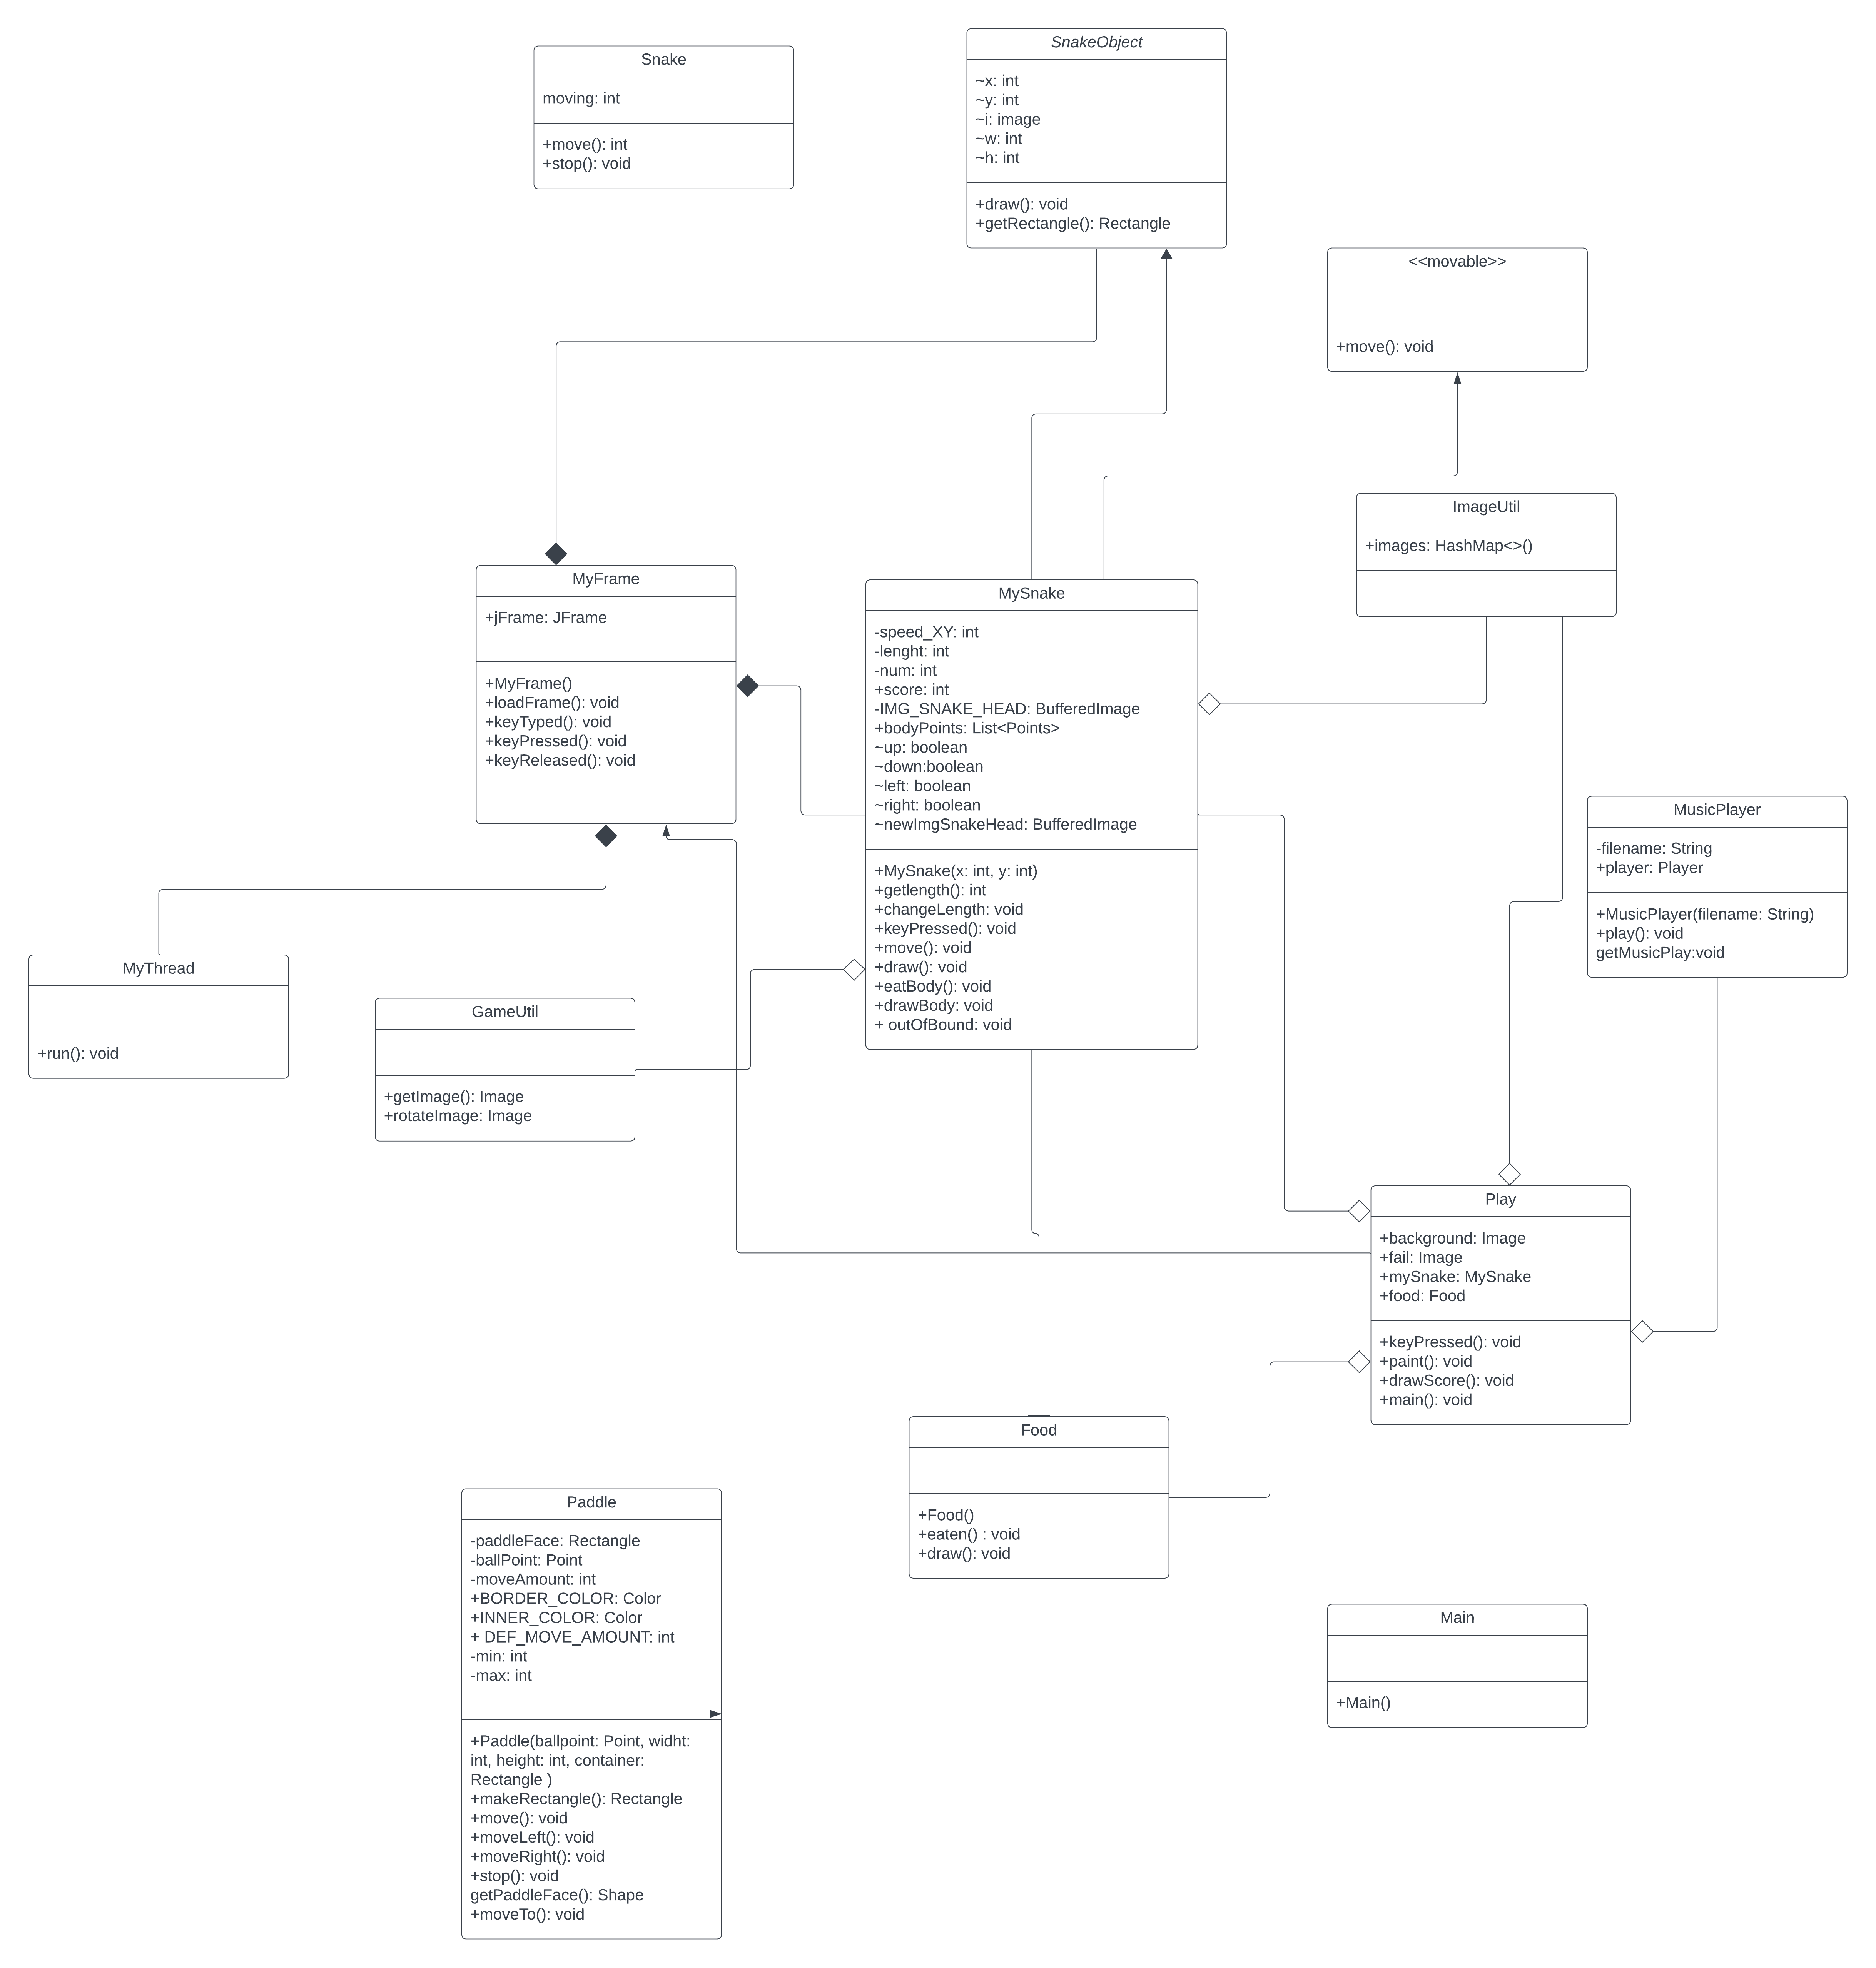 Snake
moving: int
+move(): int
+stop(): void
SnakeObject
~x: int
~y: int
~i: image
~w: int
~h: int
+draw(): void
+getRectangle(): Rectangle
<<movable>>
+move(): void
ImageUtil
+images: HashMap<>()
MyFrame
+jFrame: JFrame
+MyFrame()
+loadFrame(): void
+keyTyped(): void
+keyPressed(): void
+keyReleased(): void
MySnake
-speed_XY: int
-lenght: int
-num: int
+score: int
-IMG_SNAKE_HEAD: BufferedImage
+bodyPoints: List<Points>
~up: boolean
~down:boolean
~left: boolean
~right: boolean
~newImgSnakeHead: BufferedImage
+MySnake(x: int, y: int)
+getlength(): int
+changeLength: void
+keyPressed(): void
+move(): void
+draw(): void
+eatBody(): void
+drawBody: void
+ outOfBound: void
MusicPlayer
-filename: String
+player: Player
+MusicPlayer(filename: String)
+play(): void
getMusicPlay:void
MyThread
+run(): void
GameUtil
+getImage(): Image
+rotateImage: Image
Play
+background: Image
+fail: Image
+mySnake: MySnake
+food: Food
+keyPressed(): void
+paint(): void
+drawScore(): void
+main(): void
Food
+Food()
+eaten() : void
+draw(): void
Paddle
-paddleFace: Rectangle
-ballPoint: Point
-moveAmount: int
+BORDER_COLOR: Color
+INNER_COLOR: Color
+ DEF_MOVE_AMOUNT: int
-min: int
-max: int
+Paddle(ballpoint: Point, widht:
int, height: int, container:
Rectangle )
+makeRectangle(): Rectangle
+move(): void
+moveLeft(): void
+moveRight(): void
+stop(): void
getPaddleFace(): Shape
+moveTo(): void
Main
+Main()